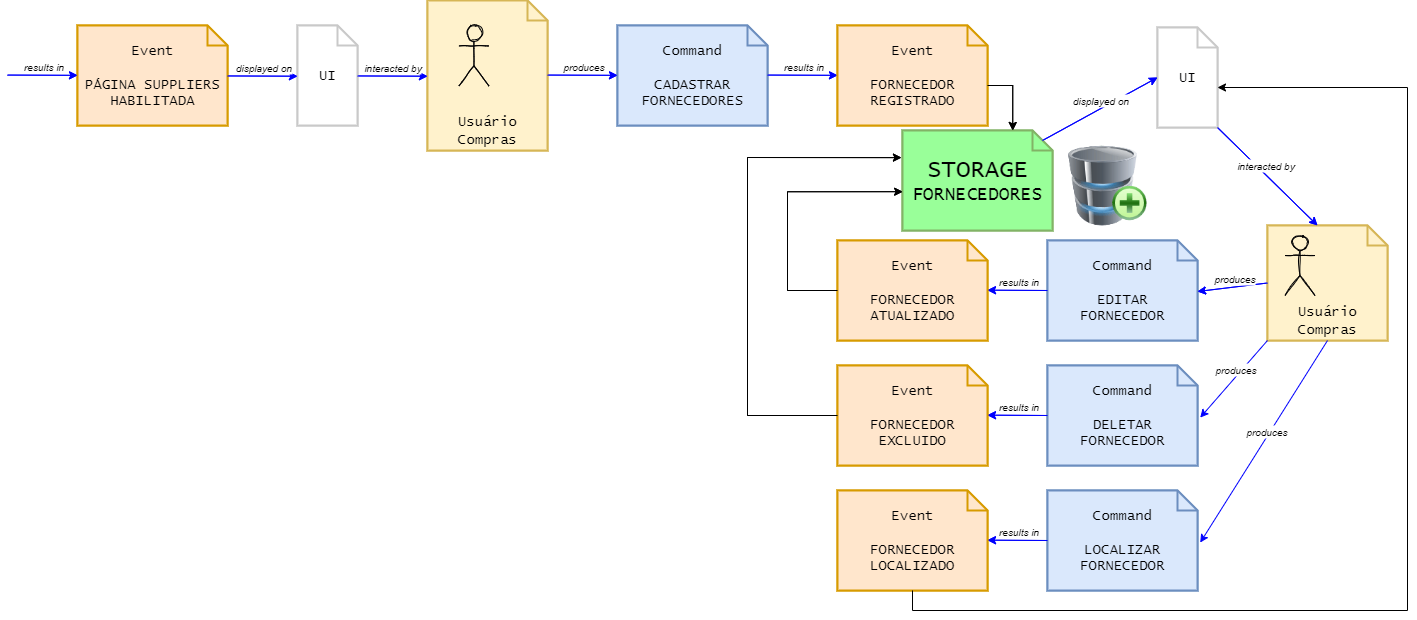 results in
Event
PÁGINA SUPPLIERS
HABILITADA
displayed on
UI
interacted by
Usuário
Compras
produces
Command
CADASTRAR
FORNECEDORES
results in
Event
FORNECEDOR
REGISTRADO
STORAGE
FORNECEDORES
displayed on
UI
interacted by
Usuário
Compras
produces
Command
EDITAR
FORNECEDOR
results in
Event
FORNECEDOR
ATUALIZADO
produces
Command
DELETAR
FORNECEDOR
results in
Event
FORNECEDOR
EXCLUIDO
produces
Command
LOCALIZAR
FORNECEDOR
results in
Event
FORNECEDOR
LOCALIZADO